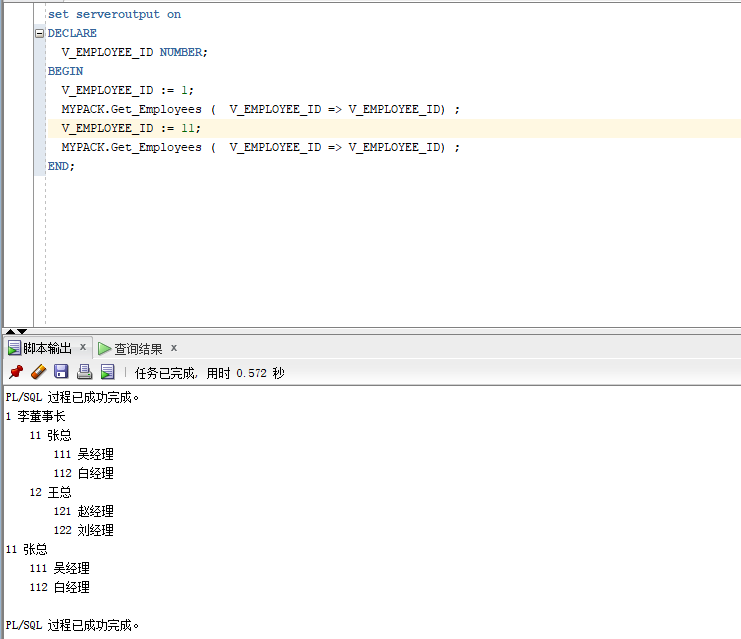 set serveroutput on
DECLARE
  V_EMPLOYEE_ID NUMBER;
BEGIN
  V_EMPLOYEE_ID := 1;
  MYPACK.Get_Employees (  V_EMPLOYEE_ID => V_EMPLOYEE_ID) ;
  V_EMPLOYEE_ID := 11;
  MYPACK.Get_Employees (  V_EMPLOYEE_ID => V_EMPLOYEE_ID) ;
END;
脚本输出 x 查询结果 x
任务已完成, 用时 0.572 秒
PL/SQL 过程已成功完成。
1 李董事长
    11 张总
        111 吴经理
        112 白经理
    12 王总
        121 赵经理
        122 刘经理
11 张总
    111 吴经理
    112 白经理
PL/SQL 过程已成功完成。